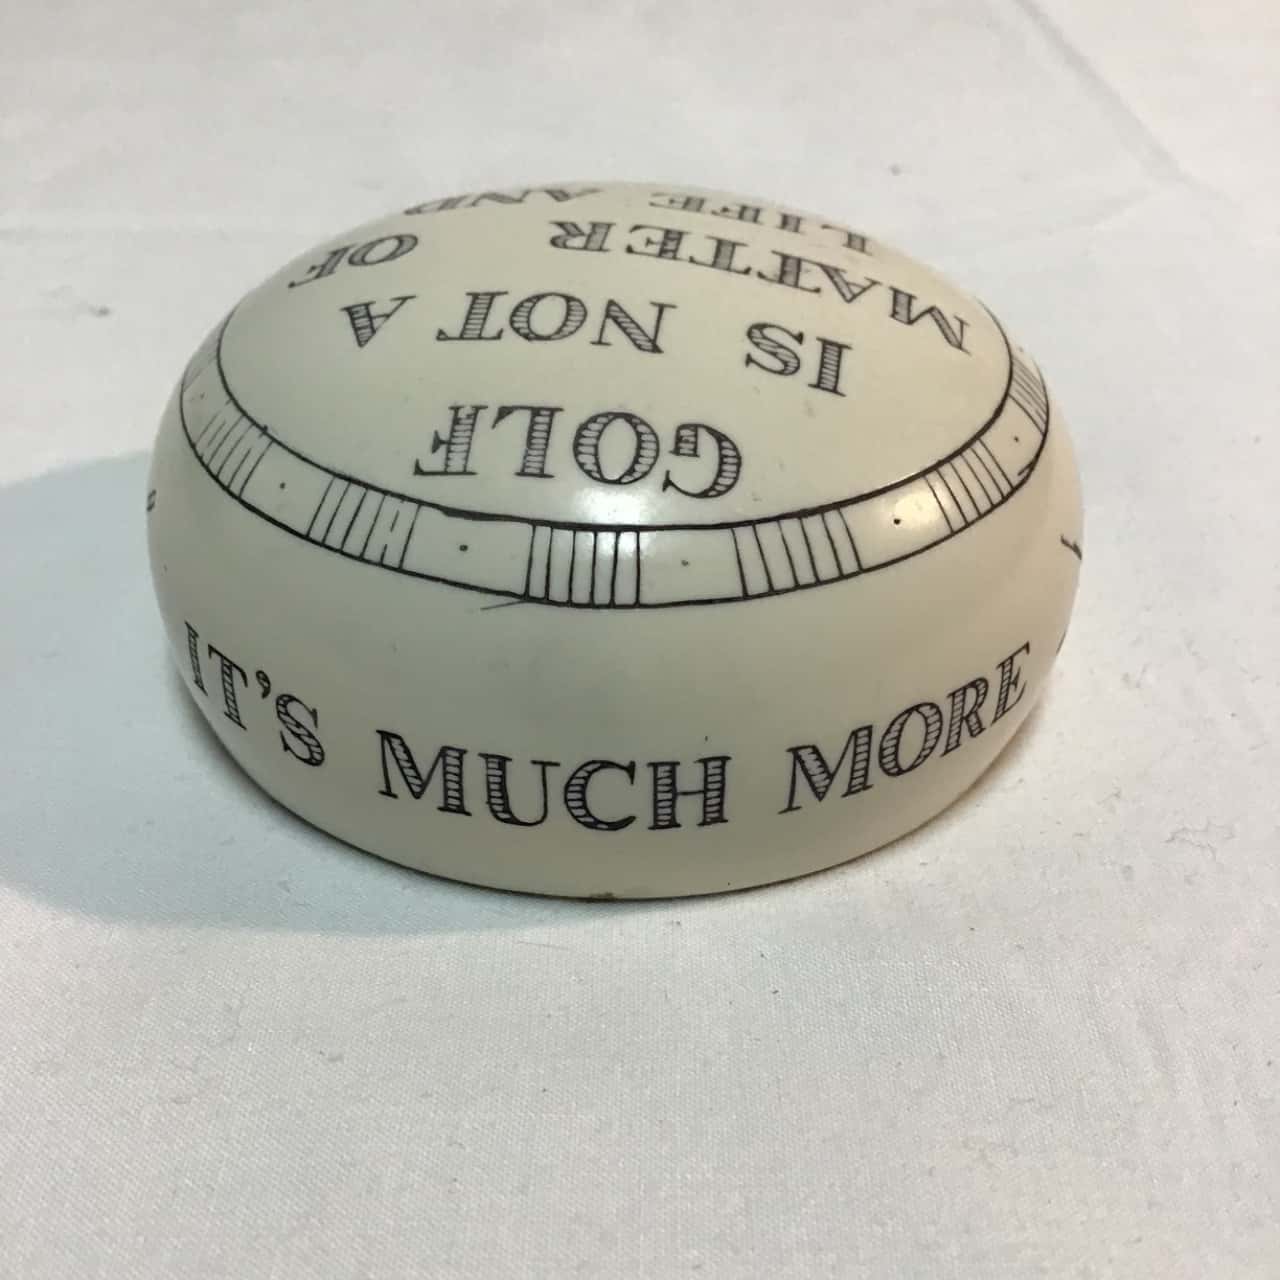 GOLF
IS NOT A
MATTER OF
LIFE AND
IT'S MUCH MORE